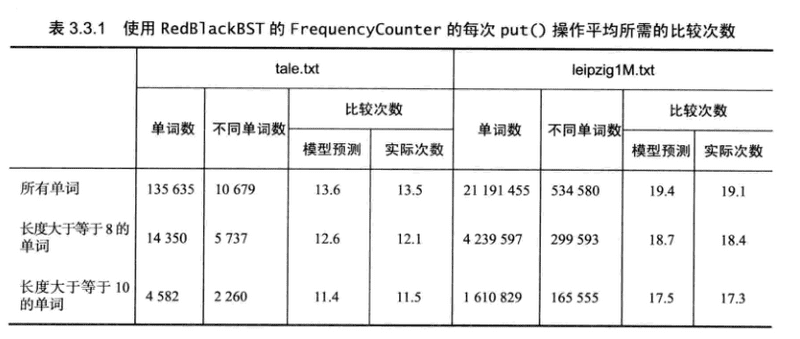 表 3.3.1 使用 RedBlackBST 的 FrequencyCounter 的每次 put() 操作平均所需的比较次数
tale.txt leipzig1M.txt
单词数 不同单词数 比较次数 单词数 不同单词数 比较次数
模型预测 实际次数 模型预测 实际次数
所有单词 135 635 10 679 13.6 13.5 21 191 455 534 580 19.4 19.1
长度大于等于 8 的
单词 14 350 5 737 12.6 12.1 4 239 597 299 593 18.7 18.4
长度大于等于 10
的单词 4 582 2 260 11.4 11.5 1 610 829 165 555 17.5 17.3